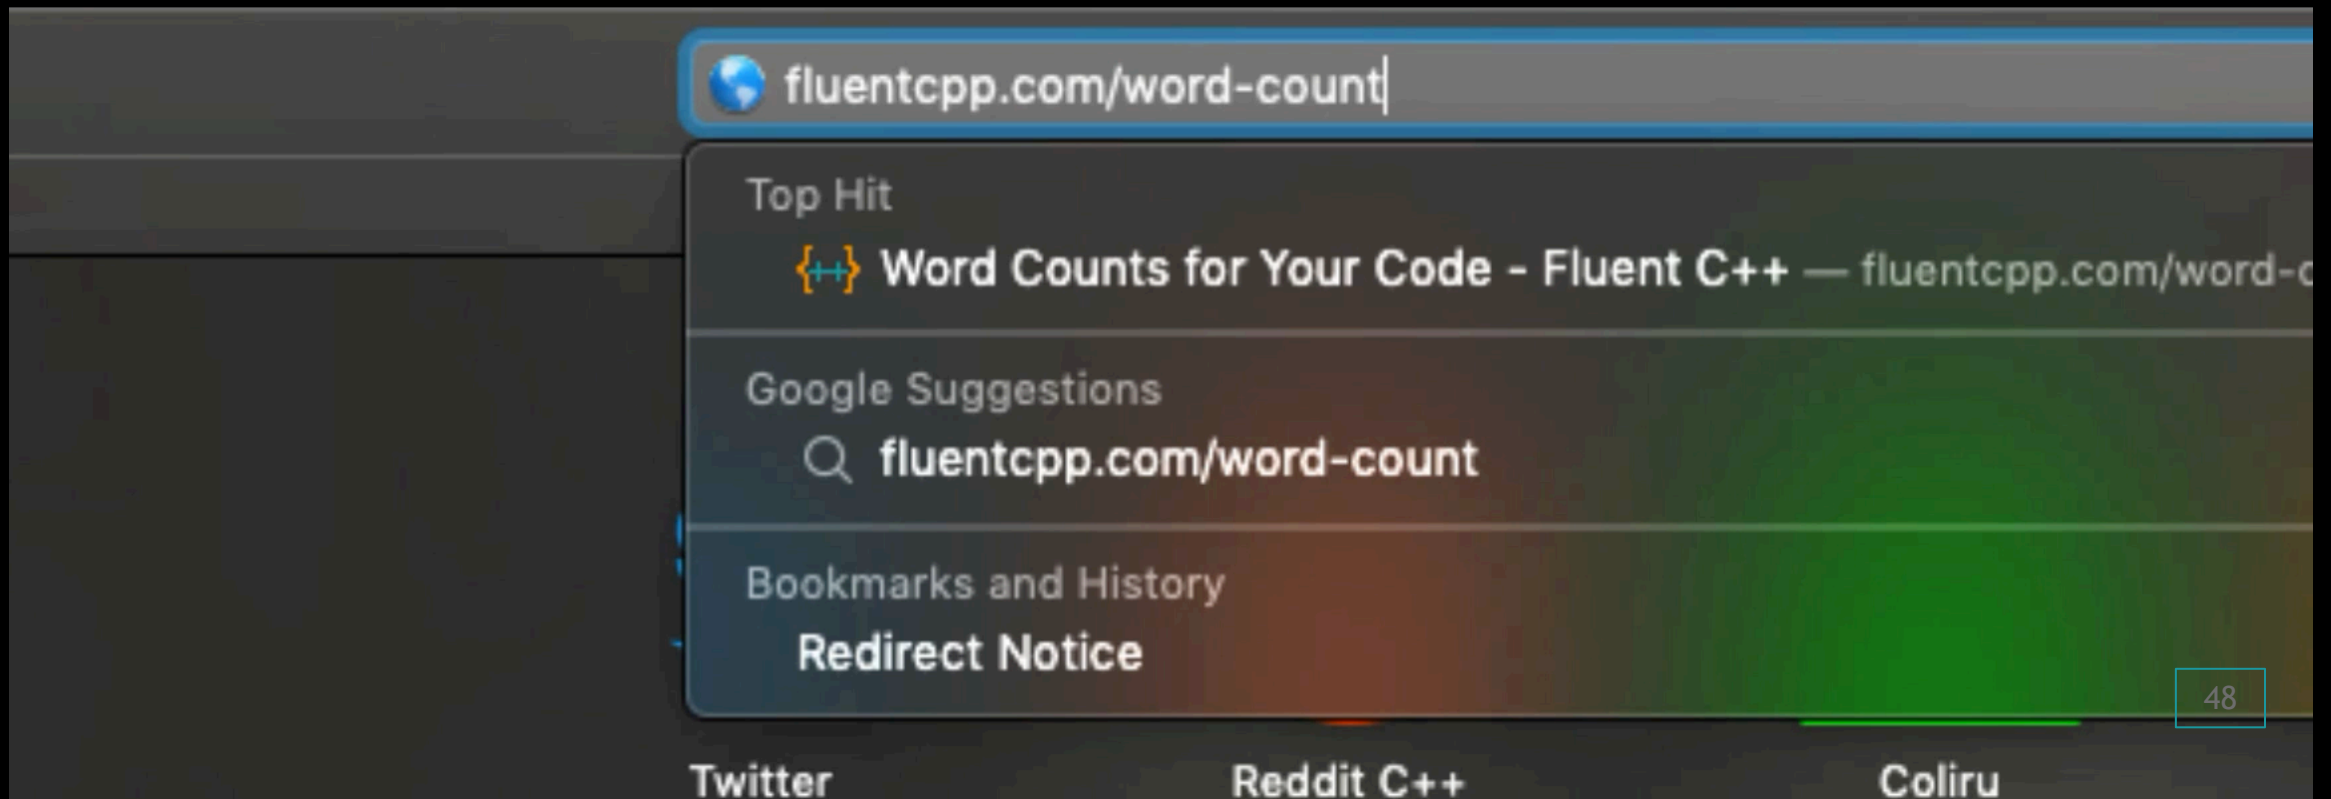 fluentcpp.com/word-count
Top Hit
Word Counts for Your Code - Fluent C++ — fluentcpp.com/word-c
Google Suggestions
fluentcpp.com/word-count
Bookmarks and History
Redirect Notice
48
Twitter Reddit C++ Coliru